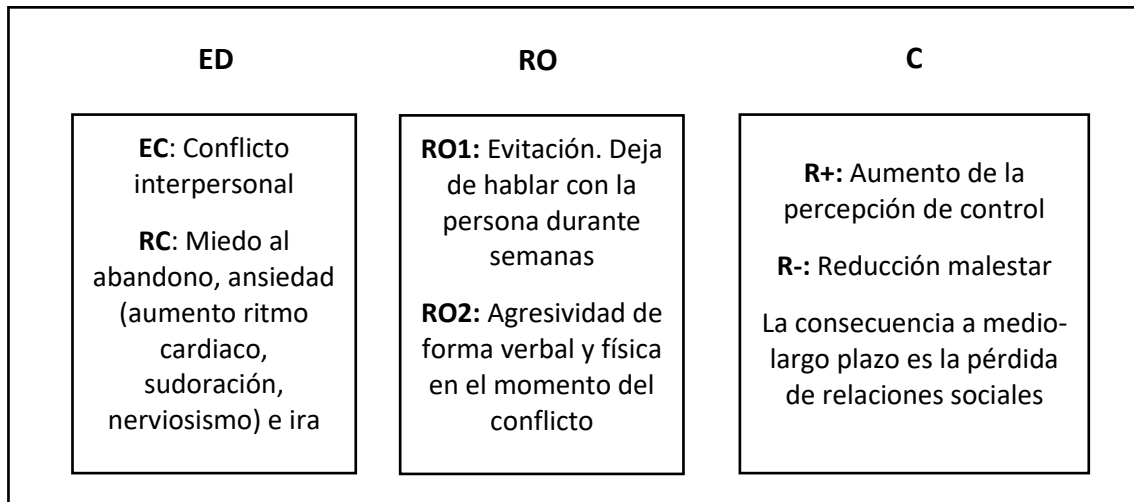 ED
RO
C
EC: Conflicto
interpersonal
RC: Miedo al
abandono, ansiedad
(aumento ritmo
cardiaco,
sudoración,
nerviosismo) e ira
RO1: Evitación. Deja
de hablar con la
persona durante
semanas
RO2: Agresividad de
forma verbal y física
en el momento del
conflicto
R+: Aumento de la
percepción de control
R-: Reducción malestar
La consecuencia a medio-
largo plazo es la pérdida
de relaciones sociales